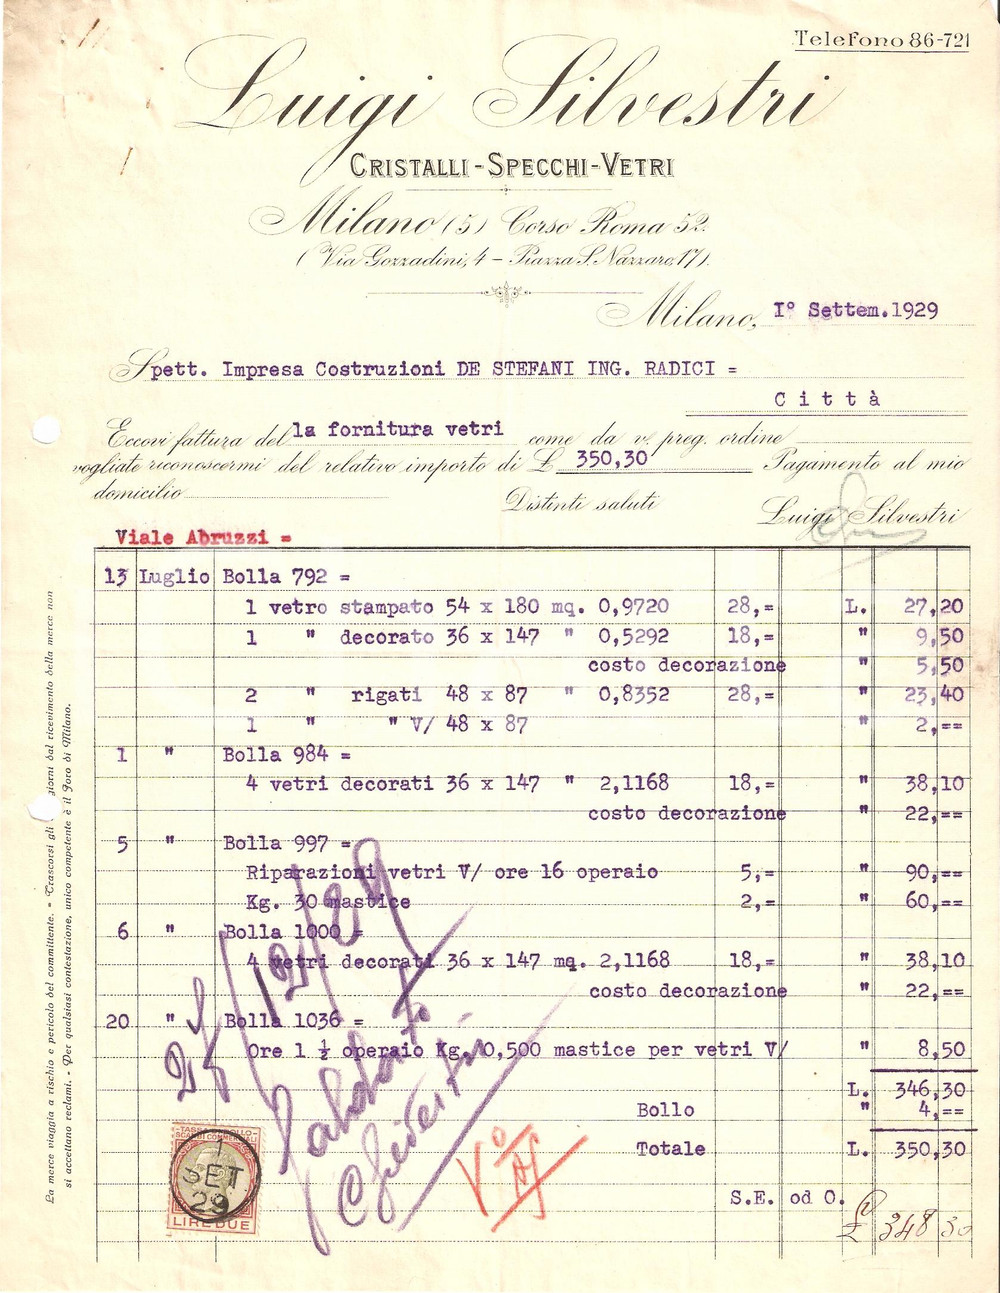 Telefono 86-721
Luigi Silvestri
CRISTALLI-SPECCHI-VETRI
Milano (5) Corso Roma 52.
(Via Gozzadini, 4 - Piazza S. Nazzaro, 17).
Milano, I° Settem.1929
Spett. Impresa Costruzioni DE STEFANI ING. RADICI =
Città
Eccovi fattura del la fornitura vetri come da v. preg. ordine
vogliate riconoscermi del relativo importo di £ 350,30 Pagamento al mio
domicilio Distinti saluti Luigi Silvestri
Viale Abruzzi =
13 Luglio Bolla 792 =
1 vetro stampato 54 x 180 mq. 0,9720 28,= L. 27,20
1 " decorato 36 x 147 " 0,5292 18,= " 9,50
costo decorazione " 5,50
2 " rigati 48 x 87 " 0,8352 28,= " 23,40
1 " " V/ 48 x 87 " 2,==
1 " Bolla 984 =
4 vetri decorati 36 x 147 " 2,1168 18,= " 38,10
costo decorazione " 22,==
5 " Bolla 997 =
Riparazioni vetri V/ ore 16 operaio 5,= " 90,==
Kg. 30 mastice 2,= " 60,==
6 " Bolla 1000 =
4 vetri decorati 36 x 147 mq. 2,1168 18,= " 38,10
costo decorazione " 22,==
20 " Bolla 1036 =
Ore 1 ½ operaio Kg. 0,500 mastice per vetri V/ " 8,50
L. 346,30
Bollo " 4,==
Totale L. 350,30
S.E. od O.
£ 348 30
1
SET
29
TASSA BOLLO
SCAMBI COMMERCIALI
LIRE DUE
La merce viaggia a rischio e pericolo del committente. = Trascorsi gli giorni dal ricevimento della merce non
si accettano reclami. - Per qualsiasi contestazione, unico competente è il Foro di Milano.